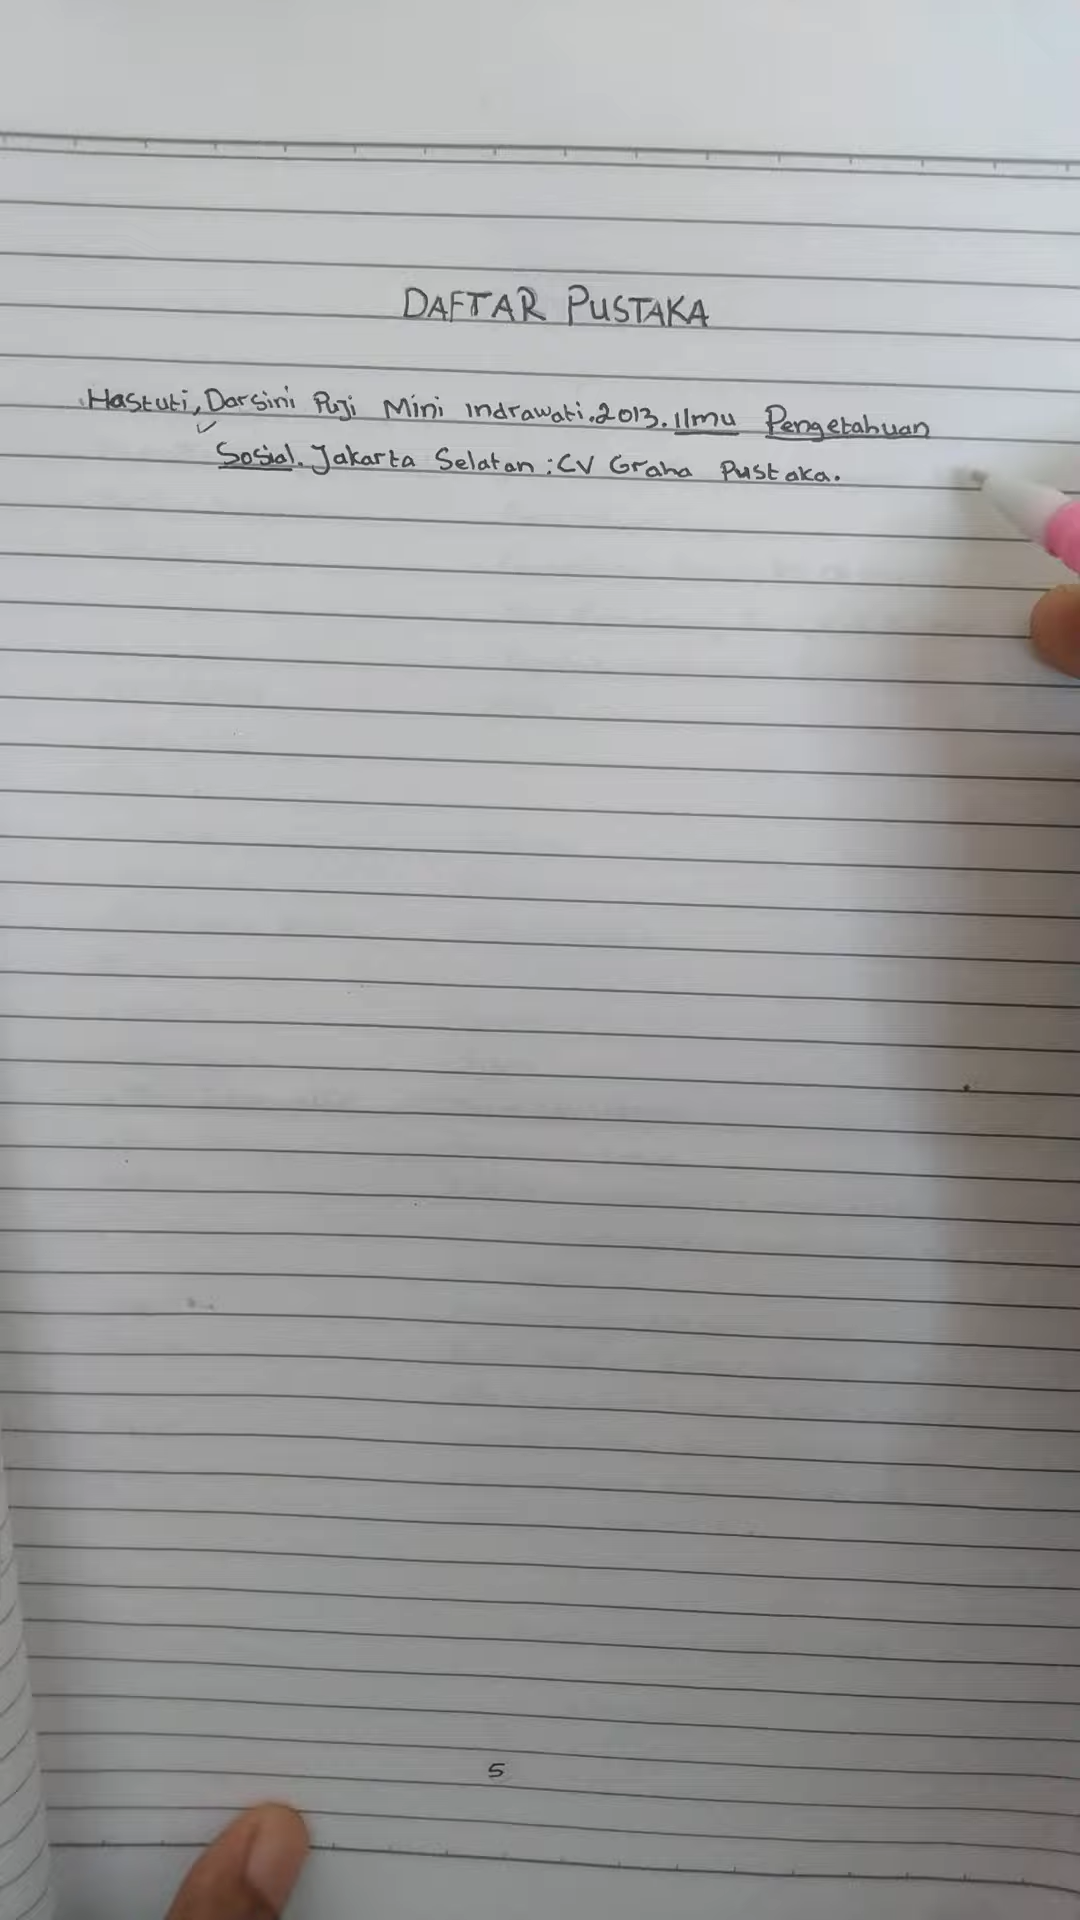 DAFTAR PUSTAKA
Hastuti, Darsini Puji Mini Indrawati. 2013. Ilmu Pengetahuan
Sosial. Jakarta Selatan : CV Graha Pustaka.
5